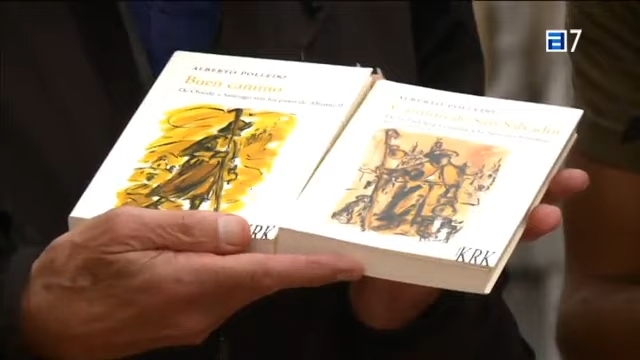 a7
ALBERTO POLLEDO
Buen camino
De Oviedo a Santiago tras los pasos de Alfonso II
KRK
ALBERTO POLLEDO
Camino de San Salvador
KRK